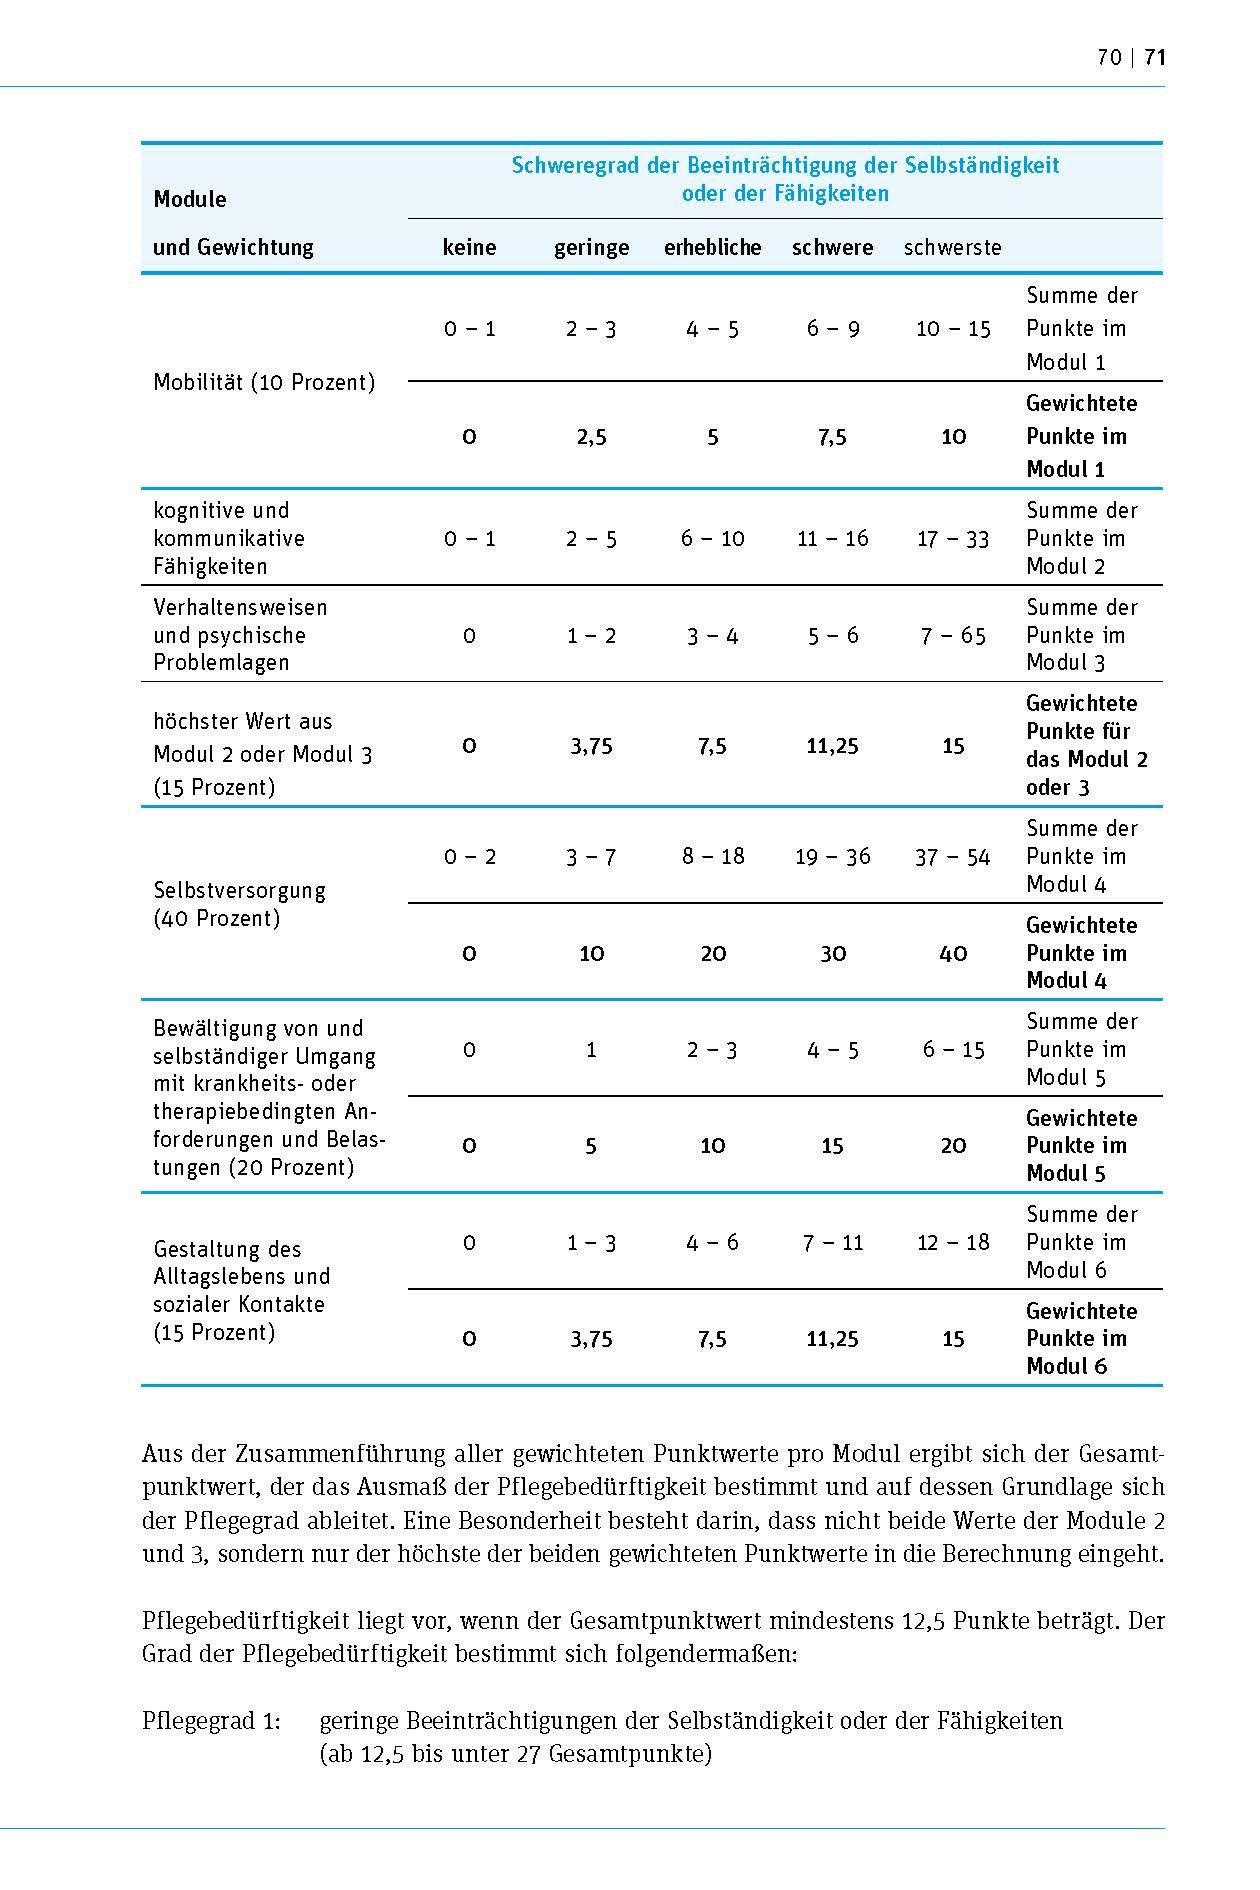 70 | 71
Schweregrad der Beeinträchtigung der Selbständigkeit
oder der Fähigkeiten
Module
und Gewichtung keine geringe erhebliche schwere schwerste
Summe der
0 – 1 2 – 3 4 – 5 6 – 9 10 – 15 Punkte im
Modul 1
Mobilität (10 Prozent)
Gewichtete
0 2,5 5 7,5 10 Punkte im
Modul 1
kognitive und Summe der
kommunikative 0 – 1 2 – 5 6 – 10 11 – 16 17 – 33 Punkte im
Fähigkeiten Modul 2
Verhaltensweisen Summe der
und psychische 0 1 – 2 3 – 4 5 – 6 7 – 65 Punkte im
Problemlagen Modul 3
Gewichtete
höchster Wert aus Punkte für
Modul 2 oder Modul 3 0 3,75 7,5 11,25 15 das Modul 2
(15 Prozent) oder 3
Summe der
0 – 2 3 – 7 8 – 18 19 – 36 37 – 54 Punkte im
Modul 4
Selbstversorgung
(40 Prozent) Gewichtete
0 10 20 30 40 Punkte im
Modul 4
Bewältigung von und Summe der
selbständiger Umgang 0 1 2 – 3 4 – 5 6 – 15 Punkte im
mit krankheits- oder Modul 5
therapiebedingten An- Gewichtete
forderungen und Belas- 0 5 10 15 20 Punkte im
tungen (20 Prozent) Modul 5
Summe der
Gestaltung des 0 1 – 3 4 – 6 7 – 11 12 – 18 Punkte im
Alltagslebens und Modul 6
sozialer Kontakte Gewichtete
(15 Prozent) 0 3,75 7,5 11,25 15 Punkte im
Modul 6
Aus der Zusammenführung aller gewichteten Punktwerte pro Modul ergibt sich der Gesamt-
punktwert, der das Ausmaß der Pflegebedürftigkeit bestimmt und auf dessen Grundlage sich
der Pflegegrad ableitet. Eine Besonderheit besteht darin, dass nicht beide Werte der Module 2
und 3, sondern nur der höchste der beiden gewichteten Punktwerte in die Berechnung eingeht.
Pflegebedürftigkeit liegt vor, wenn der Gesamtpunktwert mindestens 12,5 Punkte beträgt. Der
Grad der Pflegebedürftigkeit bestimmt sich folgendermaßen:
Pflegegrad 1: geringe Beeinträchtigungen der Selbständigkeit oder der Fähigkeiten
(ab 12,5 bis unter 27 Gesamtpunkte)